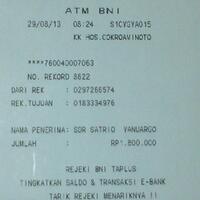 ATM BNI
29/08/13 08:24 S1CYGYA015
KK HOS.COKROAMINOTO
****760040007063
NO. REKORD 8622
DARI REK : 0297266574
REK.TUJUAN : 0183334976
NAMA PENERIMA: SDR SATRIO YANUARGO
JUMLAH : RP1.800.000
REJEKI BNI TAPLUS
TINGKATKAN SALDO & TRANSAKSI E-BANK
TARIK REJEKI MENARIKNYA !!